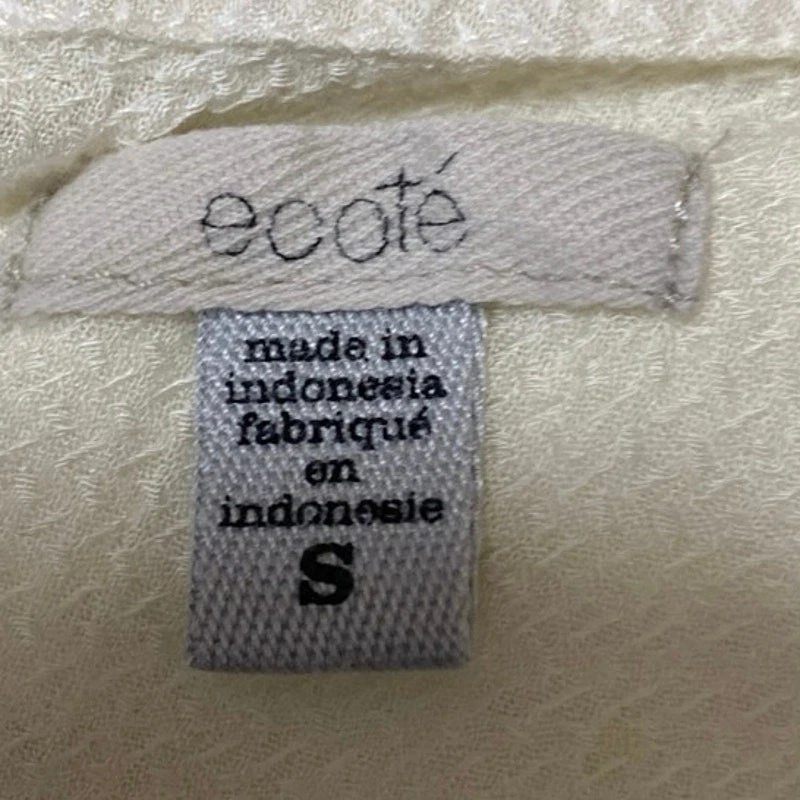 ecoté
made in
indonesia
fabriqué
en
indonesie
S